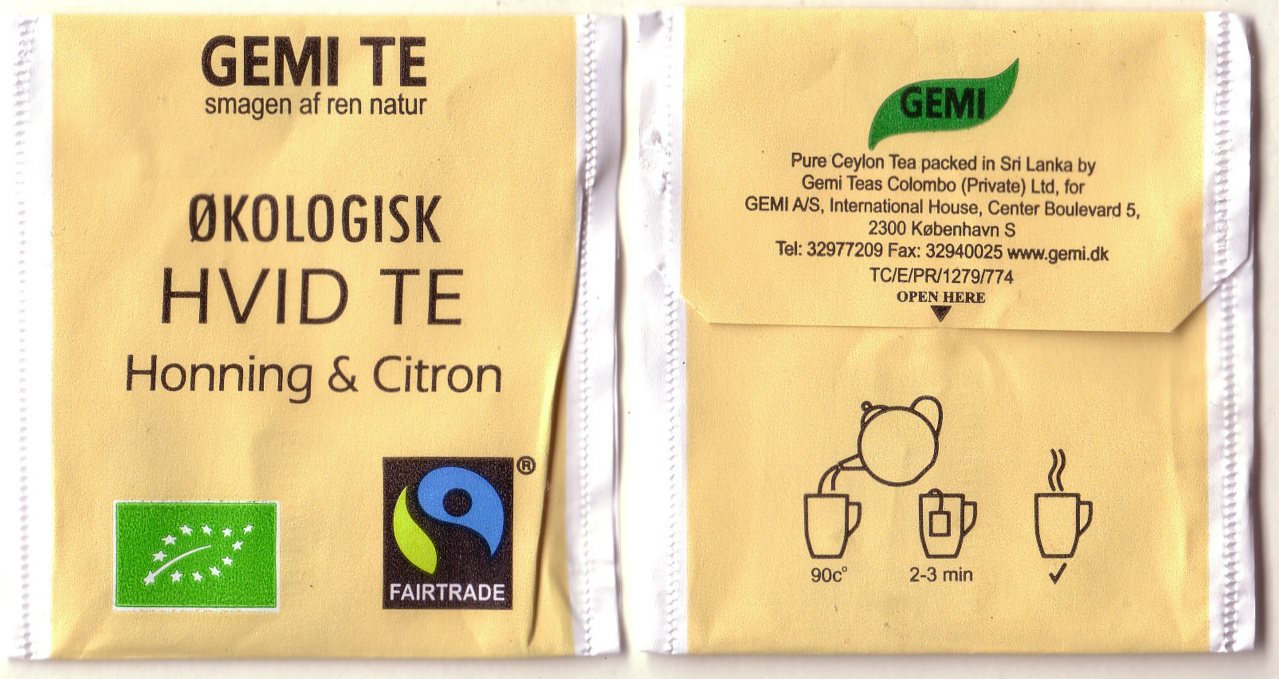 GEMI TE
smagen af ren natur
ØKOLOGISK
HVID TE
Honning & Citron
®
FAIRTRADE
GEMI
Pure Ceylon Tea packed in Sri Lanka by
Gemi Teas Colombo (Private) Ltd, for
GEMI A/S, International House, Center Boulevard 5,
2300 København S
Tel: 32977209 Fax: 32940025 www.gemi.dk
TC/E/PR/1279/774
OPEN HERE
90c°
2-3 min